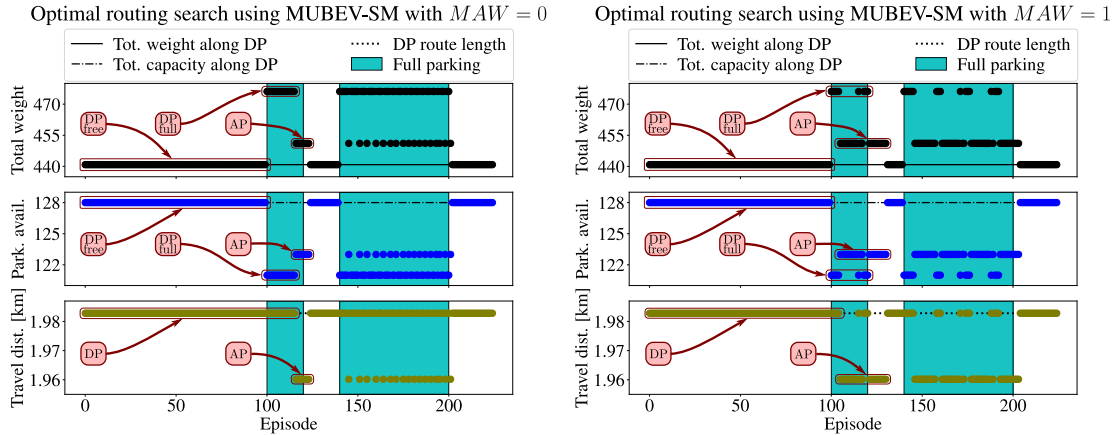 Optimal routing search using MUBEV-SM with MAW = 0
Tot. weight along DP
Tot. capacity along DP
DP route length
Full parking
Total weight
470
455
440
DP free
DP full
AP
Park. avail.
128
125
122
DP free
DP full
AP
Travel dist. [km]
1.98
1.97
1.96
DP
AP
0
50
100
150
200
Episode
Optimal routing search using MUBEV-SM with MAW = 1
Tot. weight along DP
Tot. capacity along DP
DP route length
Full parking
Total weight
470
455
440
DP free
DP full
AP
Park. avail.
128
125
122
DP free
DP full
AP
Travel dist. [km]
1.98
1.97
1.96
DP
AP
0
50
100
150
200
Episode